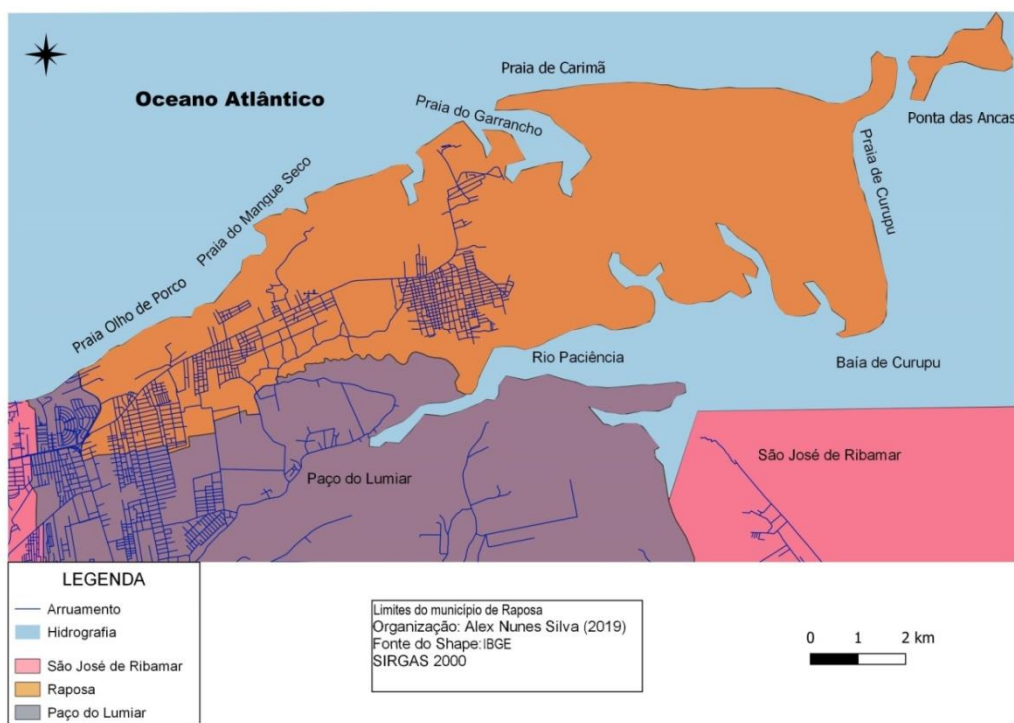 Praia de Carimã
Oceano Atlântico
Praia do Garrancho
Ponta das Ancas
Praia de Curupu
Praia do Mangue Seco
Praia Olho de Porco
Rio Paciência
Baía de Curupu
São José de Ribamar
Paço do Lumiar
LEGENDA
Arruamento
Hidrografia
São José de Ribamar
Raposa
Paço do Lumiar
Limites do município de Raposa
Organização: Alex Nunes Silva (2019)
Fonte do Shape:IBGE
SIRGAS 2000
0 1 2 km